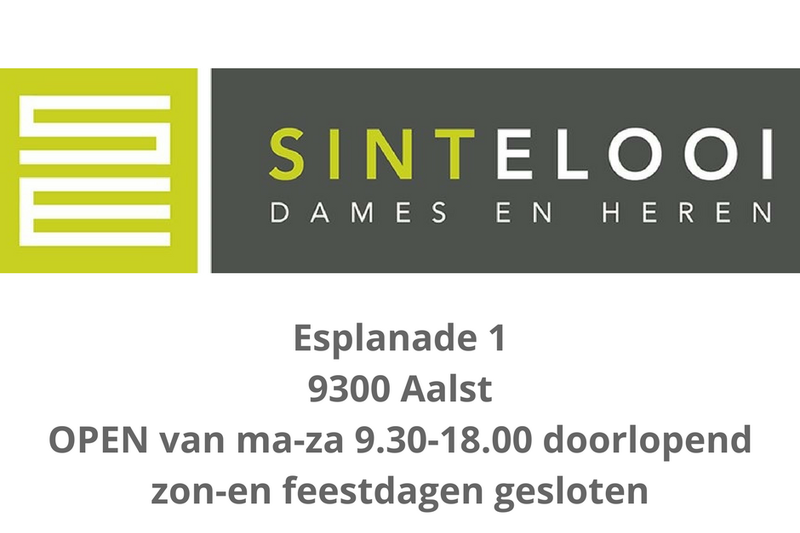 SE
SINTELOOI
DAMES EN HEREN
Esplanade 1
9300 Aalst
OPEN van ma-za 9.30-18.00 doorlopend
zon-en feestdagen gesloten